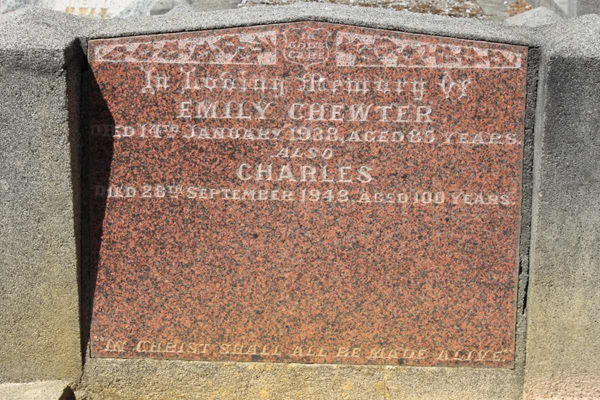 In Loving Memory Of
EMILY CHEWTER
DIED 14TH JANUARY 1938, AGED 85 YEARS.
ALSO
CHARLES
DIED 28TH SEPTEMBER 1943, AGED 100 YEARS.
"IN CHRIST SHALL ALL BE MADE ALIVE"